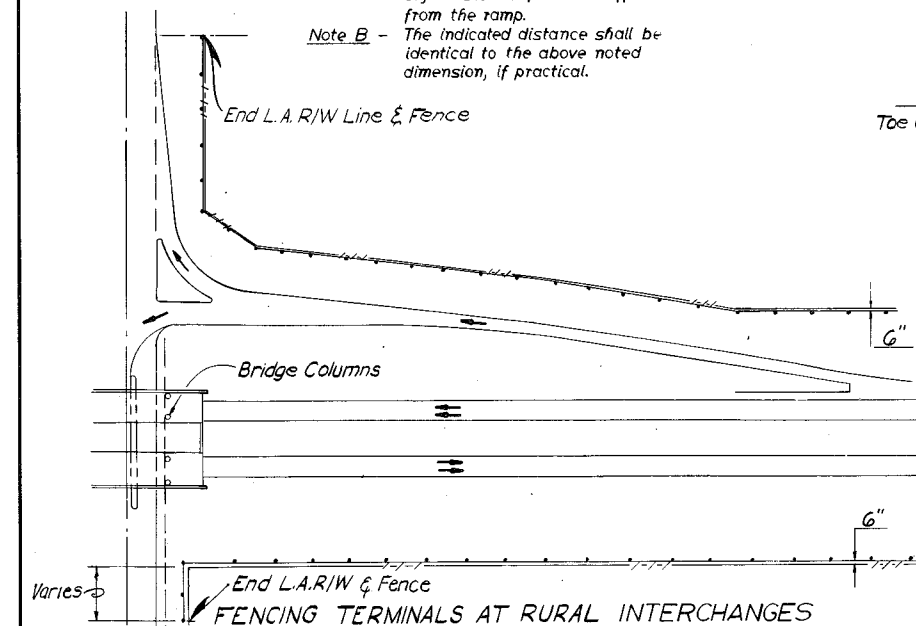 from the ramp.
Note B - The indicated distance shall be
identical to the above noted
dimension, if practical.
End L.A. R/W Line & Fence
Toe
6"
Bridge Columns
6"
Varies
End L.A.R/W & Fence
FENCING TERMINALS AT RURAL INTERCHANGES